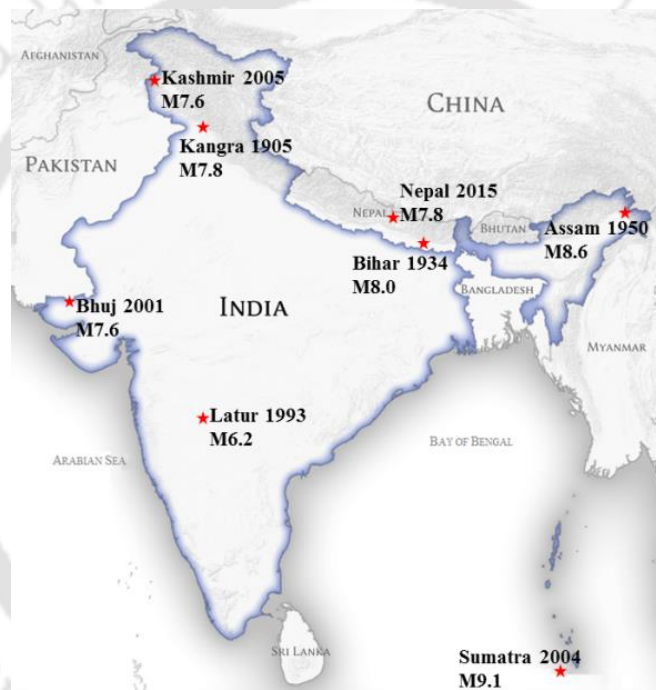 AFGHANISTAN
Kashmir 2005
M7.6
CHINA
Kangra 1905
M7.8
PAKISTAN
Nepal 2015
NEPAL M7.8
BHUTAN
Assam 1950
M8.6
Bihar 1934
M8.0
BANGLADESH
Bhuj 2001
M7.6
INDIA
MYANMAR
Latur 1993
M6.2
BAY OF BENGAL
ARABIAN SEA
SRI LANKA
Sumatra 2004
M9.1